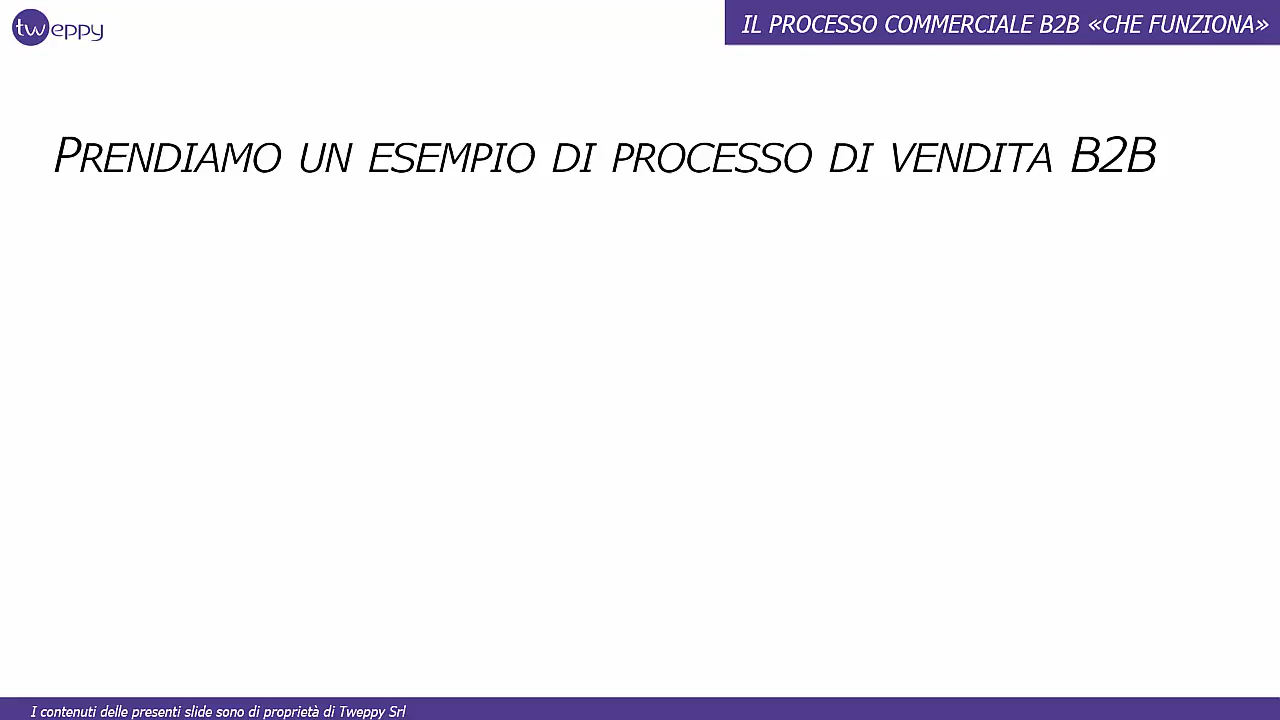 tweppy
IL PROCESSO COMMERCIALE B2B «CHE FUNZIONA»
PRENDIAMO UN ESEMPIO DI PROCESSO DI VENDITA B2B
I contenuti delle presenti slide sono di proprietà di Tweppy Srl